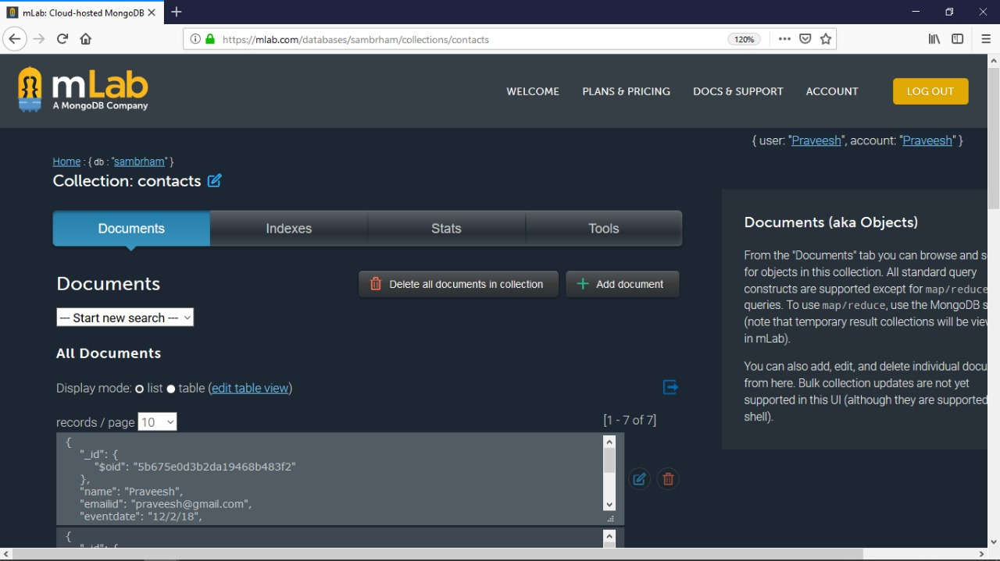 mLab: Cloud-hosted MongoDB
https://mlab.com/databases/sambrham/collections/contacts
120%
mLab
A MongoDB Company
WELCOME
PLANS & PRICING
DOCS & SUPPORT
ACCOUNT
LOG OUT
{ user: "Praveesh", account: "Praveesh" }
Home : { db : "sambrham" }
Collection: contacts
Documents
Indexes
Stats
Tools
Documents
Delete all documents in collection
Add document
--- Start new search ---
All Documents
Display mode: list table (edit table view)
records / page 10
[1 - 7 of 7]
{
"_id": {
"$oid": "5b675e0d3b2da19468b483f2"
},
"name": "Praveesh",
"emailid": "praveesh@gmail.com",
"eventdate": "12/2/18",
{
Documents (aka Objects)
From the "Documents" tab you can browse and s
for objects in this collection. All standard query
constructs are supported except for map/reduce
queries. To use map/reduce, use the MongoDB s
(note that temporary result collections will be vie
in mLab).
You can also add, edit, and delete individual docu
from here. Bulk collection updates are not yet
supported in this UI (although they are supported
shell).